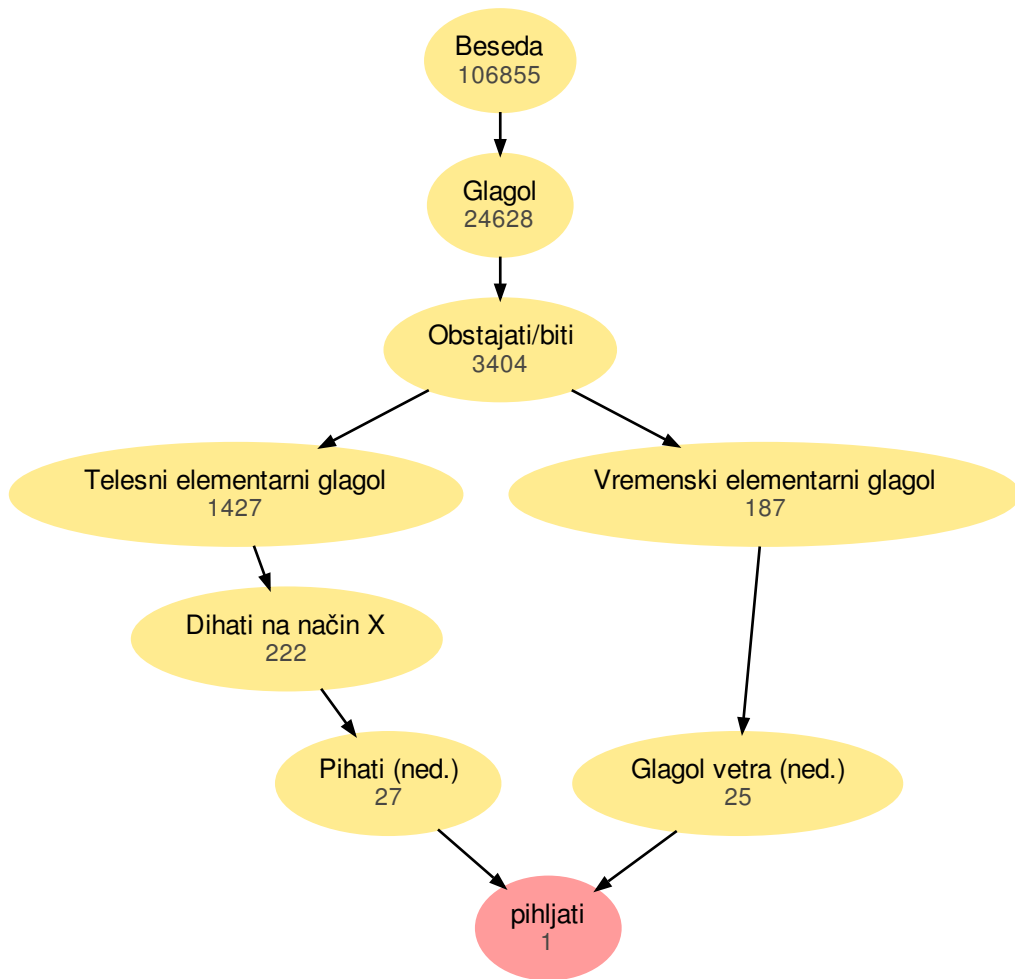 Beseda
106855
Glagol
24628
Obstajati/biti
3404
Telesni elementarni glagol
1427
Vremenski elementarni glagol
187
Dihati na način X
222
Pihati (ned.)
27
Glagol vetra (ned.)
25
pihljati
1